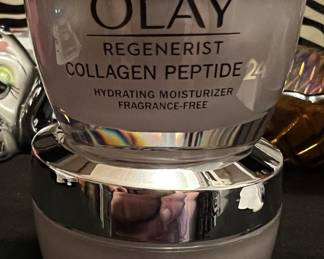 OLAY
REGENERIST
COLLAGEN PEPTIDE 24
HYDRATING MOISTURIZER
FRAGRANCE-FREE